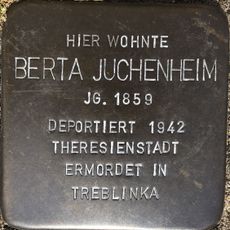 HIER WOHNTE
BERTA JUCHENHEIM
JG. 1859
DEPORTIERT 1942
THERESIENSTADT
ERMORDET IN
TREBLINKA